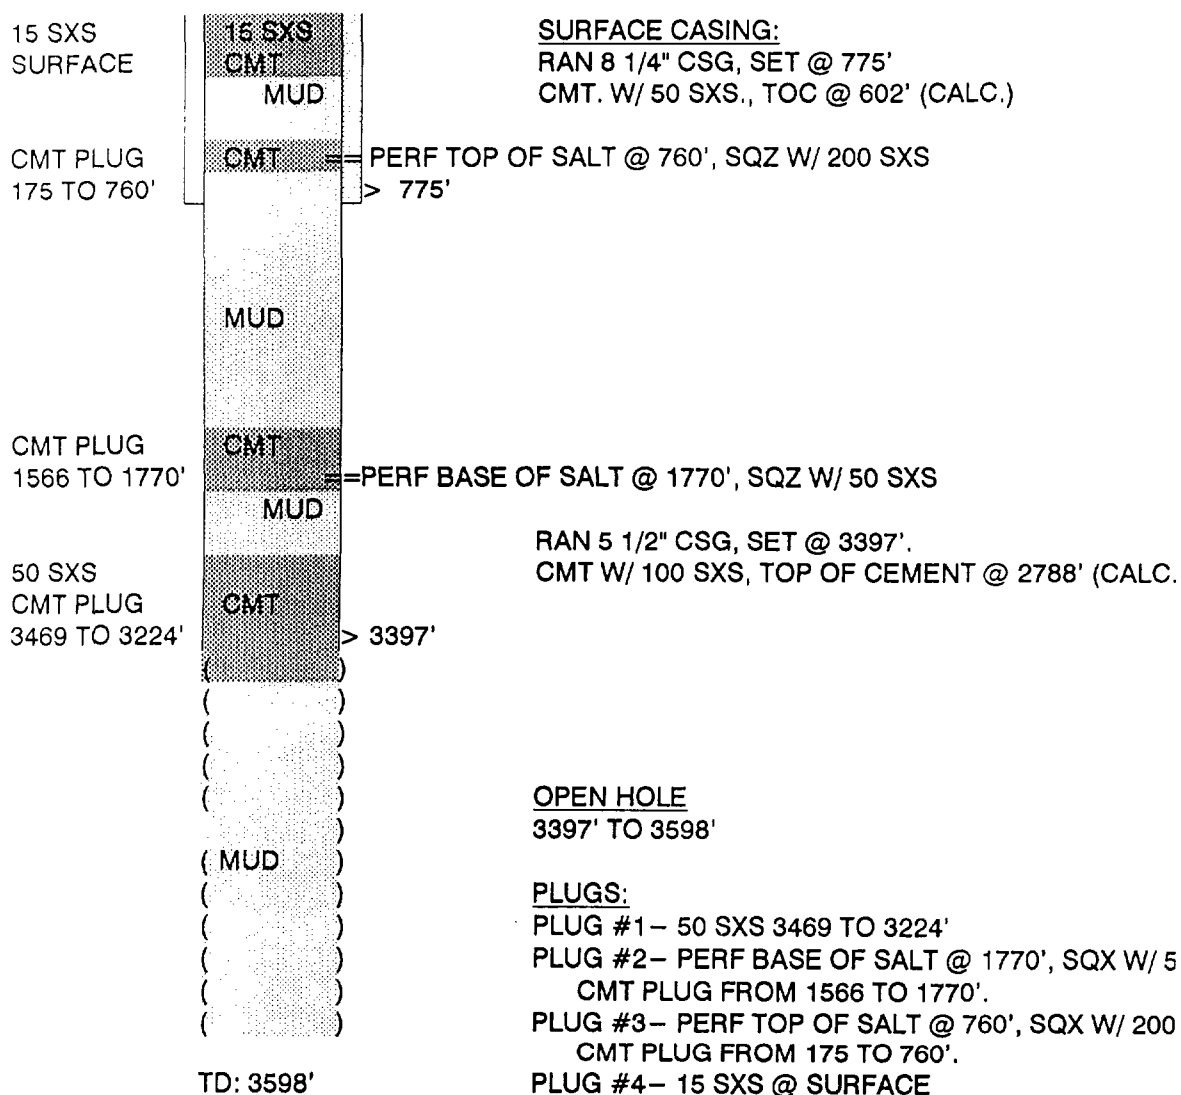 15 SXS
SURFACE
15 SXS
CMT
MUD
SURFACE CASING:
RAN 8 1/4" CSG, SET @ 775'
CMT. W/ 50 SXS., TOC @ 602' (CALC.)
CMT PLUG
175 TO 760'
CMT
== PERF TOP OF SALT @ 760', SQZ W/ 200 SXS
> 775'
MUD
CMT PLUG
1566 TO 1770'
CMT
==PERF BASE OF SALT @ 1770', SQZ W/ 50 SXS
MUD
RAN 5 1/2" CSG, SET @ 3397'.
CMT W/ 100 SXS, TOP OF CEMENT @ 2788' (CALC.
50 SXS
CMT PLUG
3469 TO 3224'
CMT
> 3397'
OPEN HOLE
3397' TO 3598'
MUD
PLUGS:
PLUG #1– 50 SXS 3469 TO 3224'
PLUG #2– PERF BASE OF SALT @ 1770', SQX W/ 5
CMT PLUG FROM 1566 TO 1770'.
PLUG #3– PERF TOP OF SALT @ 760', SQX W/ 200
CMT PLUG FROM 175 TO 760'.
PLUG #4– 15 SXS @ SURFACE
TD: 3598'